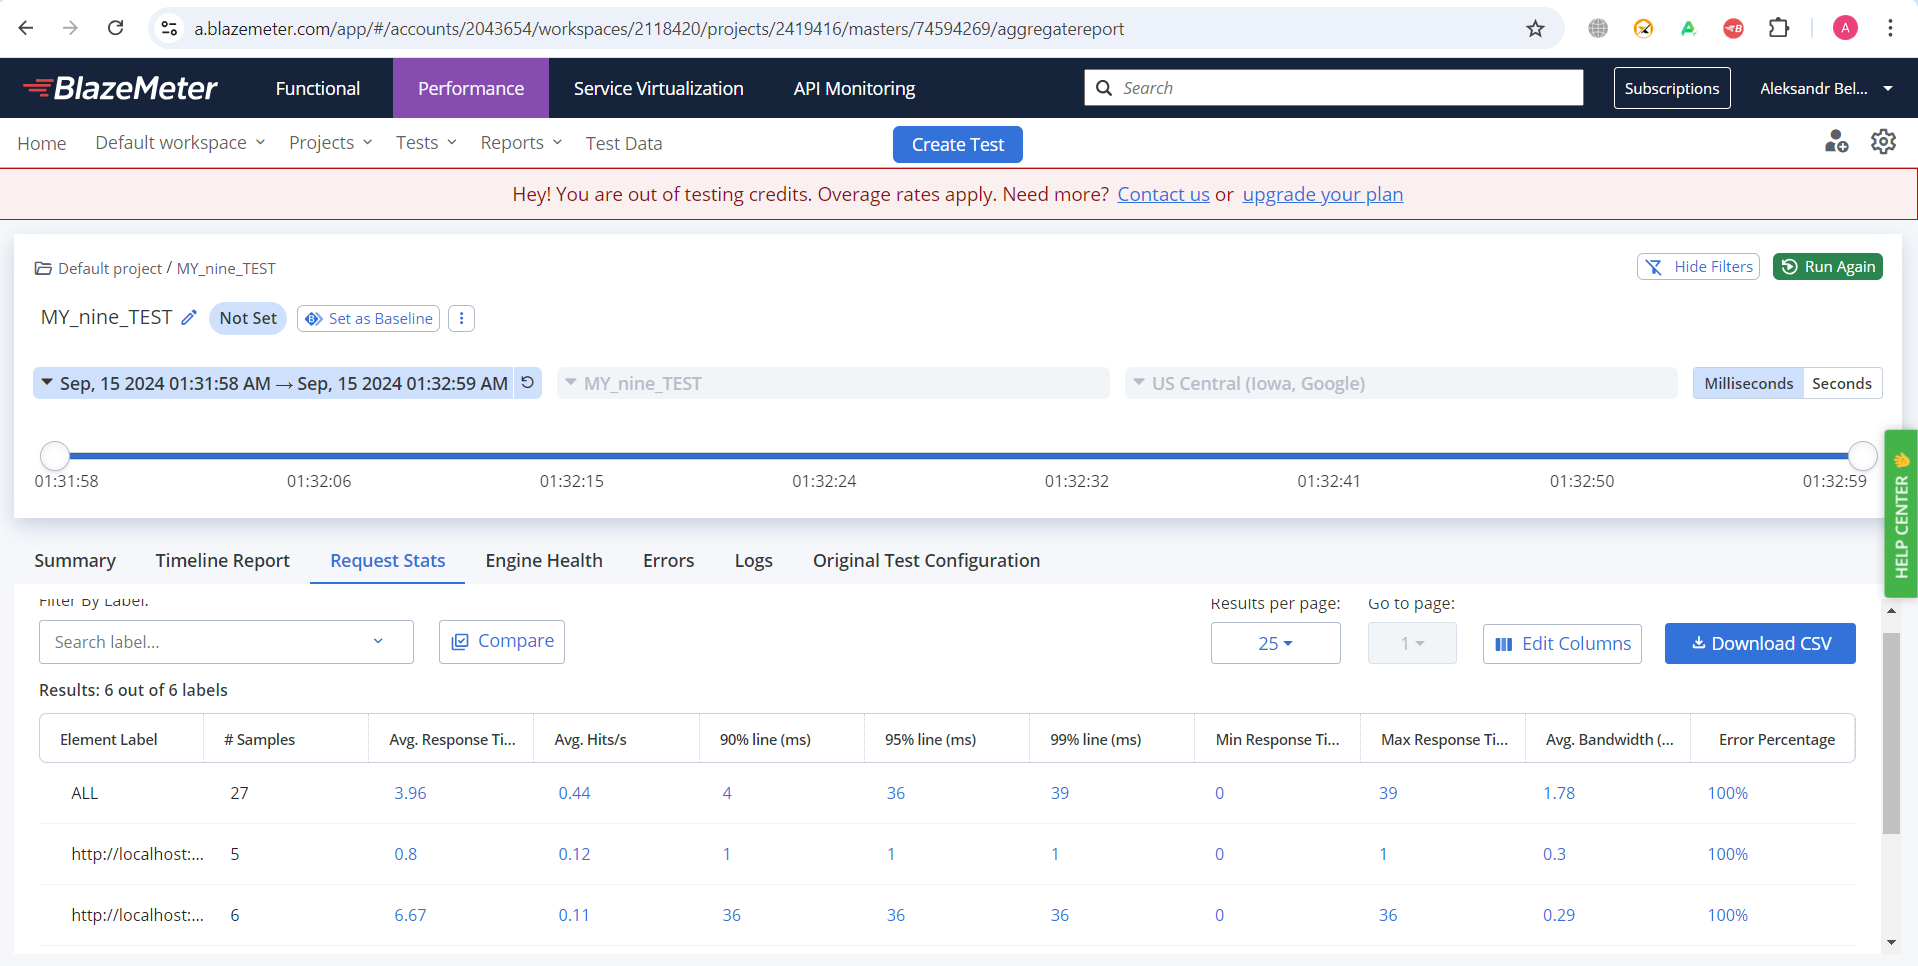 a.blazemeter.com/app/#/accounts/2043654/workspaces/2118420/projects/2419416/masters/74594269/aggregatereport
A
BlazeMeter Functional Performance Service Virtualization API Monitoring Search Subscriptions Aleksandr Bel...
Home Default workspace Projects Tests Reports Test Data Create Test
Hey! You are out of testing credits. Overage rates apply. Need more? Contact us or upgrade your plan
Default project / MY_nine_TEST Hide Filters Run Again
MY_nine_TEST Not Set Set as Baseline
Sep, 15 2024 01:31:58 AM → Sep, 15 2024 01:32:59 AM MY_nine_TEST US Central (Iowa, Google) Milliseconds Seconds
01:31:58 01:32:06 01:32:15 01:32:24 01:32:32 01:32:41 01:32:50 01:32:59
HELP CENTER
Summary Timeline Report Request Stats Engine Health Errors Logs Original Test Configuration
Filter By Label: Results per page: Go to page:
Search label... Compare 25 1 Edit Columns Download CSV
Results: 6 out of 6 labels
Element Label # Samples Avg. Response Ti... Avg. Hits/s 90% line (ms) 95% line (ms) 99% line (ms) Min Response Ti... Max Response Ti... Avg. Bandwidth (... Error Percentage
ALL 27 3.96 0.44 4 36 39 0 39 1.78 100%
http://localhost:... 5 0.8 0.12 1 1 1 0 1 0.3 100%
http://localhost:... 6 6.67 0.11 36 36 36 0 36 0.29 100%